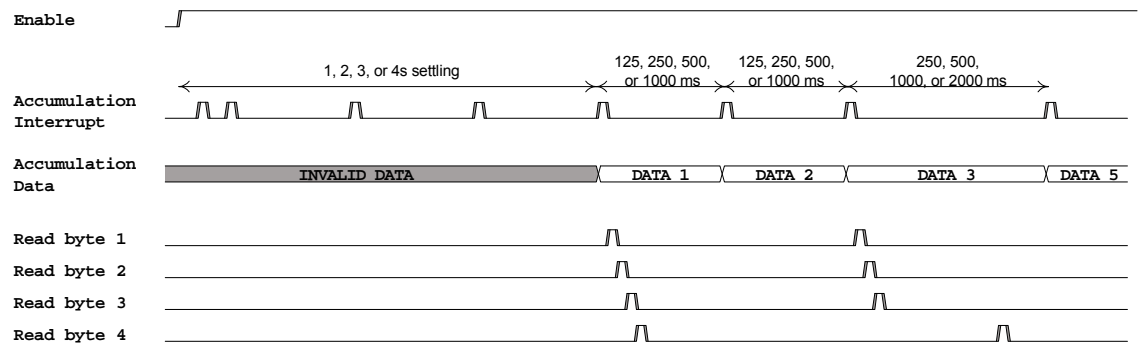 Enable
1, 2, 3, or 4s settling
125, 250, 500,
or 1000 ms
125, 250, 500,
or 1000 ms
250, 500,
1000, or 2000 ms
Accumulation
Interrupt
Accumulation
Data
INVALID DATA
DATA 1
DATA 2
DATA 3
DATA 5
Read byte 1
Read byte 2
Read byte 3
Read byte 4